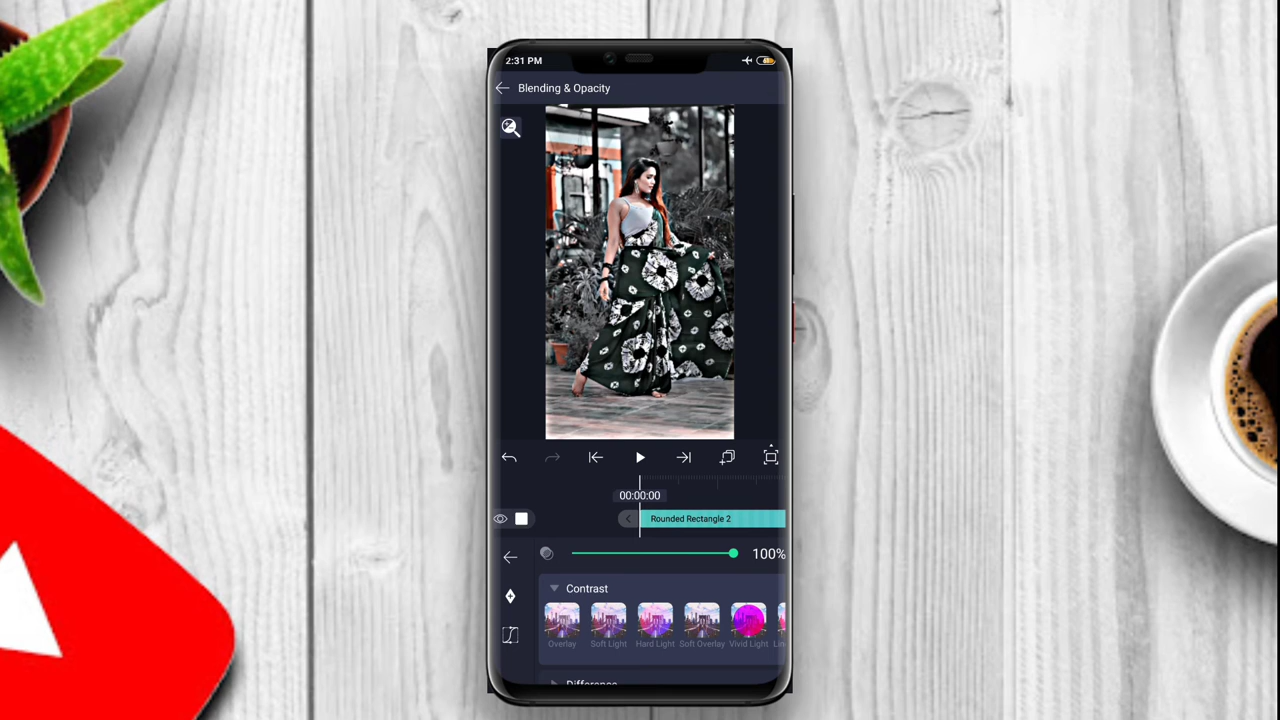 2:31 PM
Blending & Opacity
00:00:00
Rounded Rectangle 2
100%
Contrast
Overlay
Soft Light
Hard Light
Soft Overlay
Vivid Light